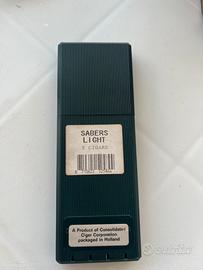 SABERS
LIGHT
5 CIGARS
A Product of Consolidated
Cigar Corporation
packaged in Holland